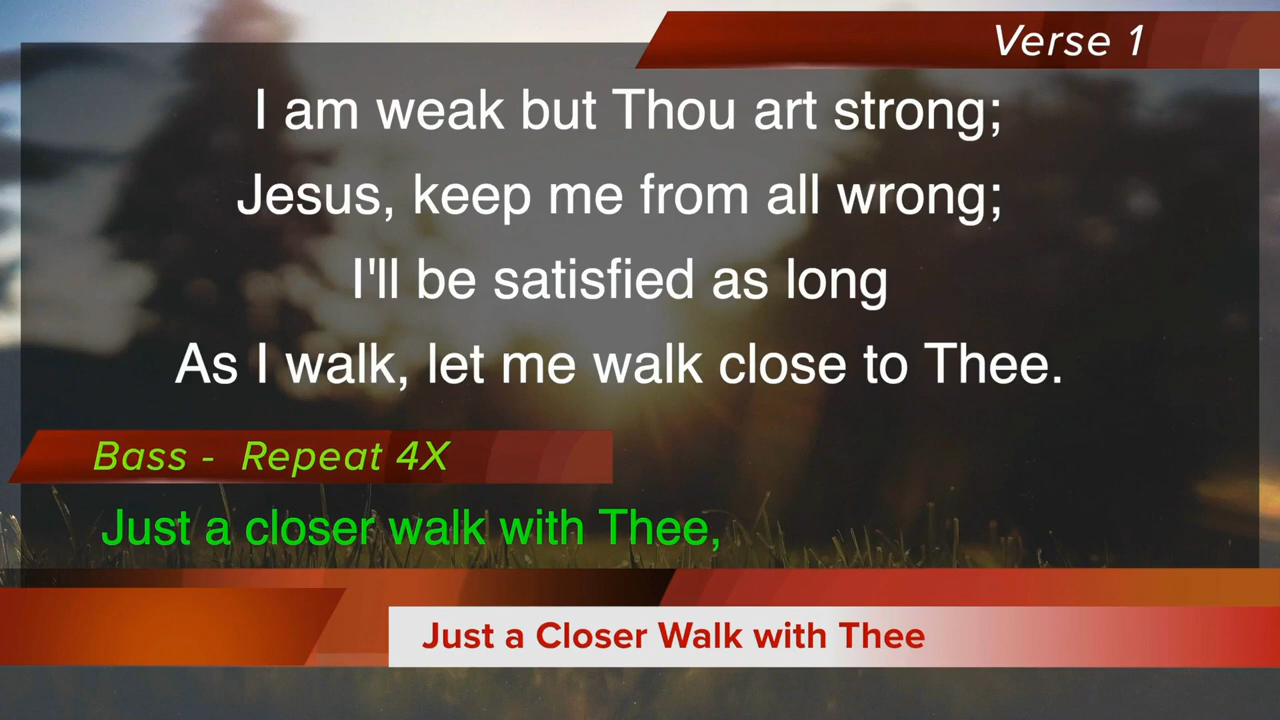 Verse 1
I am weak but Thou art strong;
Jesus, keep me from all wrong;
I'll be satisfied as long
As I walk, let me walk close to Thee.
Bass - Repeat 4X
Just a closer walk with Thee,
Just a Closer Walk with Thee